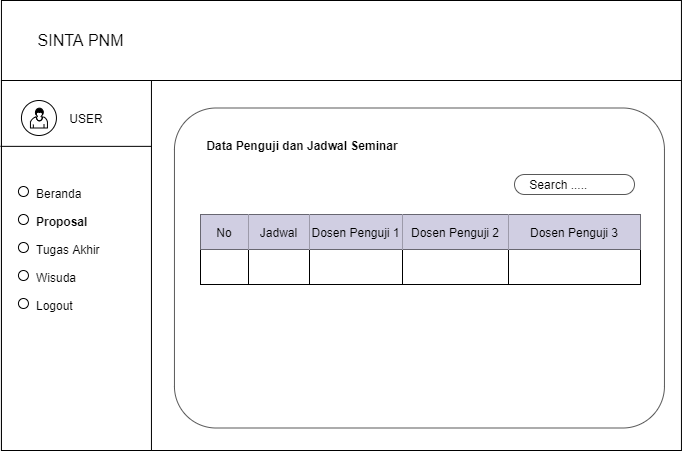 SINTA PNM
USER
Beranda
Proposal
Tugas Akhir
Wisuda
Logout
Data Penguji dan Jadwal Seminar
Search .....
No Jadwal Dosen Penguji 1 Dosen Penguji 2 Dosen Penguji 3